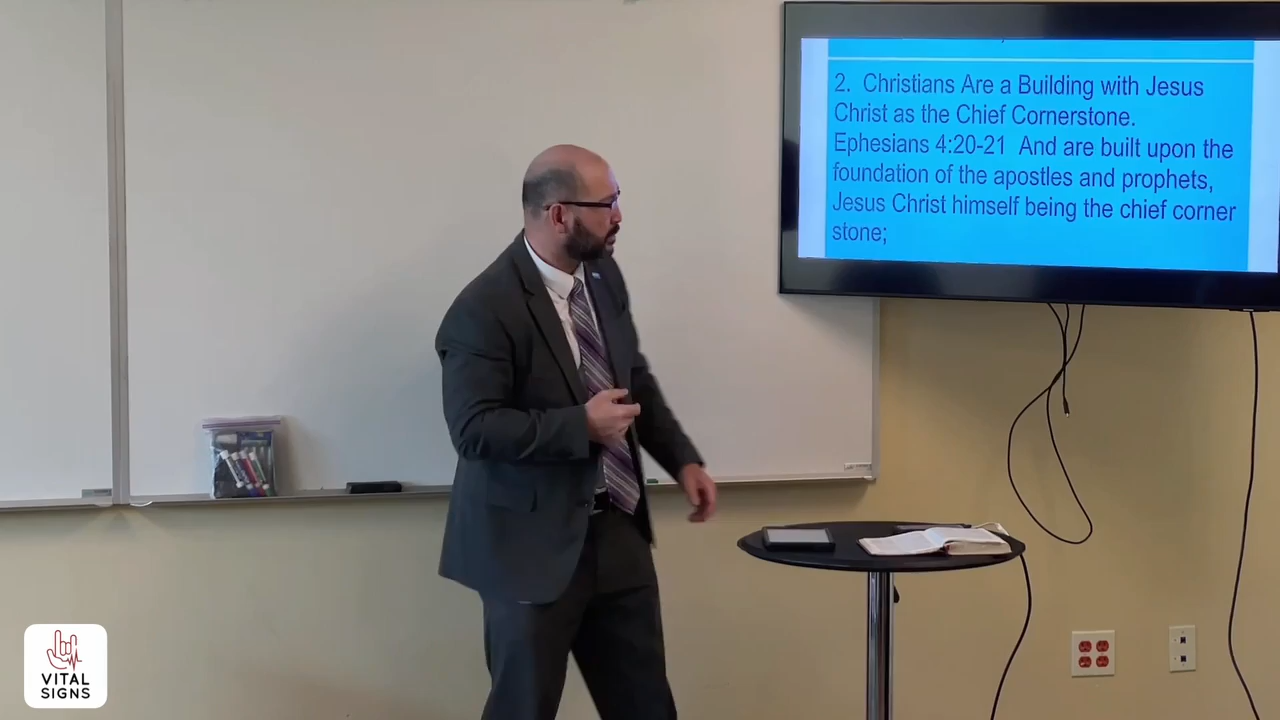 2. Christians Are a Building with Jesus
Christ as the Chief Cornerstone.
Ephesians 4:20-21 And are built upon the
foundation of the apostles and prophets,
Jesus Christ himself being the chief corner
stone;
VITAL
SIGNS